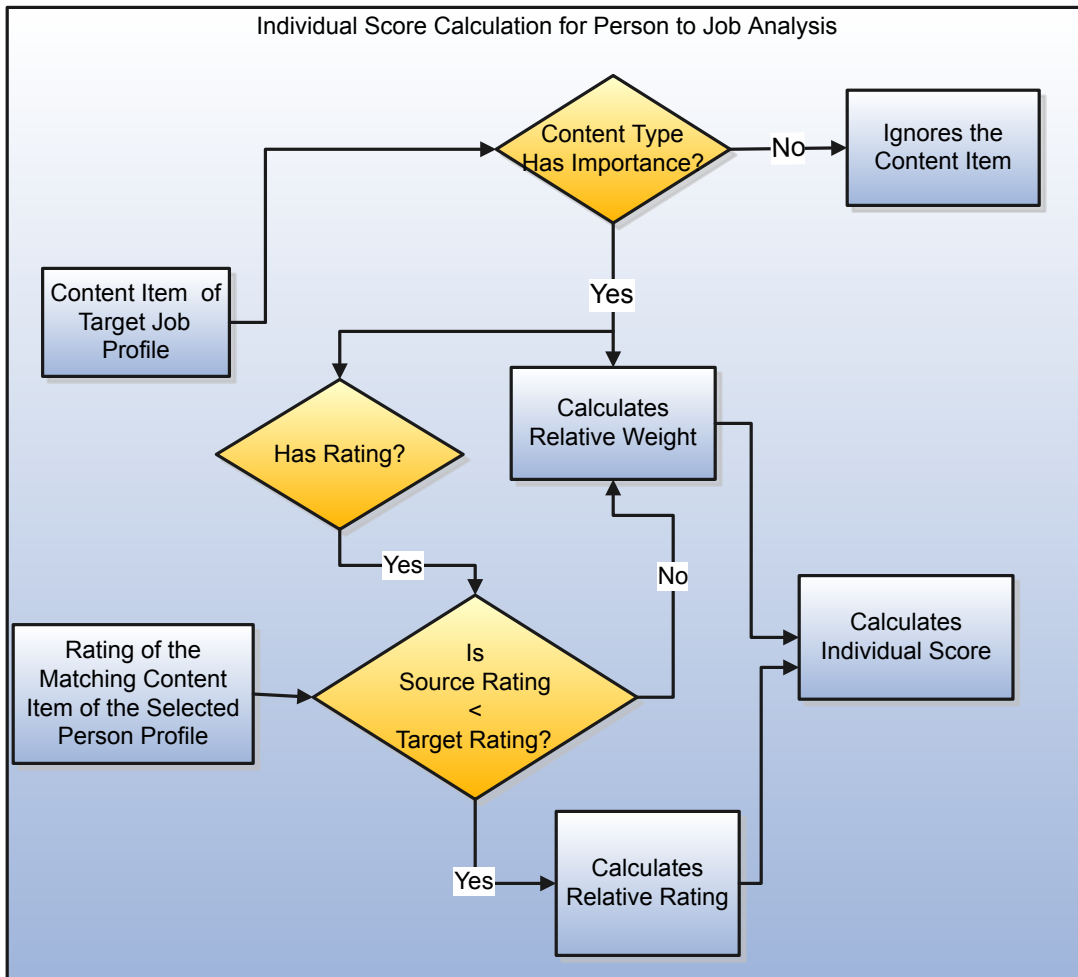 Individual Score Calculation for Person to Job Analysis
Content Type
Has Importance?
No
Ignores the
Content Item
Content Item of
Target Job
Profile
Yes
Has Rating?
Calculates
Relative Weight
Yes
No
Rating of the
Matching Content
Item of the Selected
Person Profile
Is
Source Rating
<
Target Rating?
Calculates
Individual Score
Yes
Calculates
Relative Rating